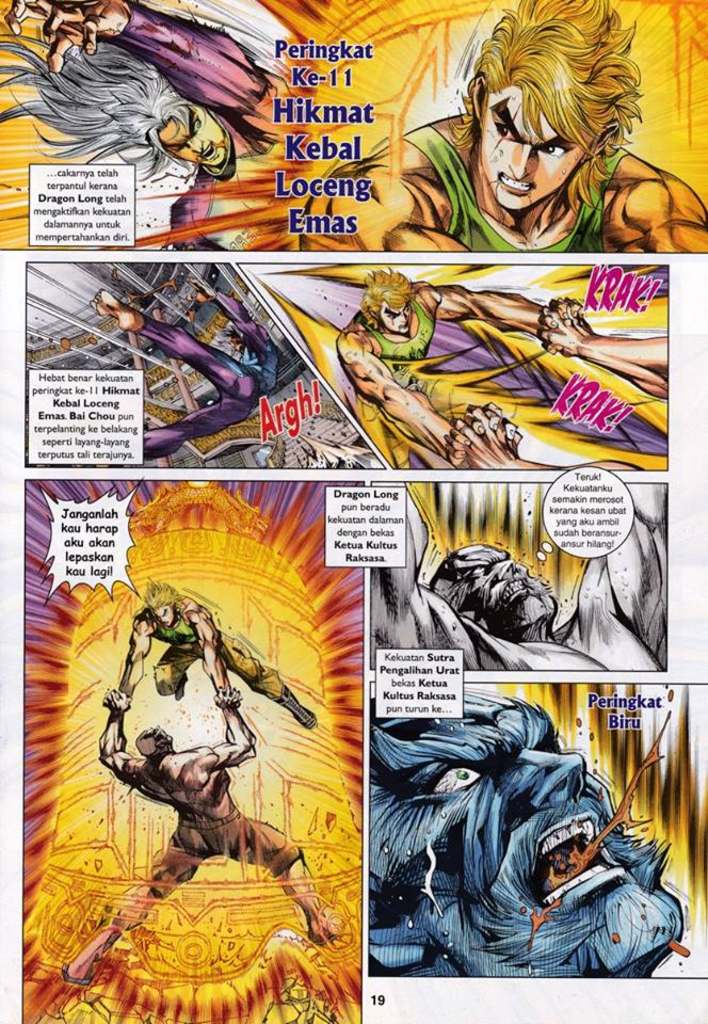 Peringkat
Ke-11
Hikmat
Kebal
Loceng
Emas
...cakarnya telah
terpantul kerana
Dragon Long telah
mengaktifkan kekuatan
dalamannya untuk
mempertahankan diri.
Hebat benar kekuatan
peringkat ke-11 Hikmat
Kebal Loceng
Emas. Bai Chou pun
terpelanting ke belakang
seperti layang-layang
terputus tali terajunya.
Argh!
KRAK!
KRAK!
Janganlah
kau harap
aku akan
lepaskan
kau lagi!
Dragon Long
pun beradu
kekuatan dalaman
dengan bekas
Ketua Kultus
Raksasa.
Teruk!
Kekuatanku
semakin merosot
kerana kesan ubat
yang aku ambil
sudah beransur-
ansur hilang!
Kekuatan Sutra
Pengalihan Urat
bekas Ketua
Kultus Raksasa
pun turun ke...
Peringkat
Biru
19